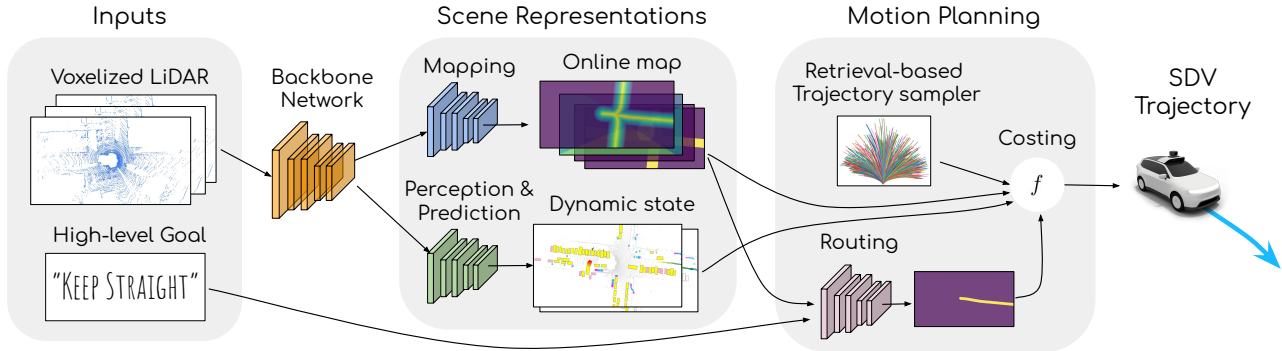 Inputs
Scene Representations
Motion Planning
Voxelized LiDAR
Backbone
Network
Mapping
Online map
Retrieval-based
Trajectory sampler
Costing
f
SDV
Trajectory
High-level Goal
"KEEP STRAIGHT"
Perception &
Prediction
Dynamic state
Routing